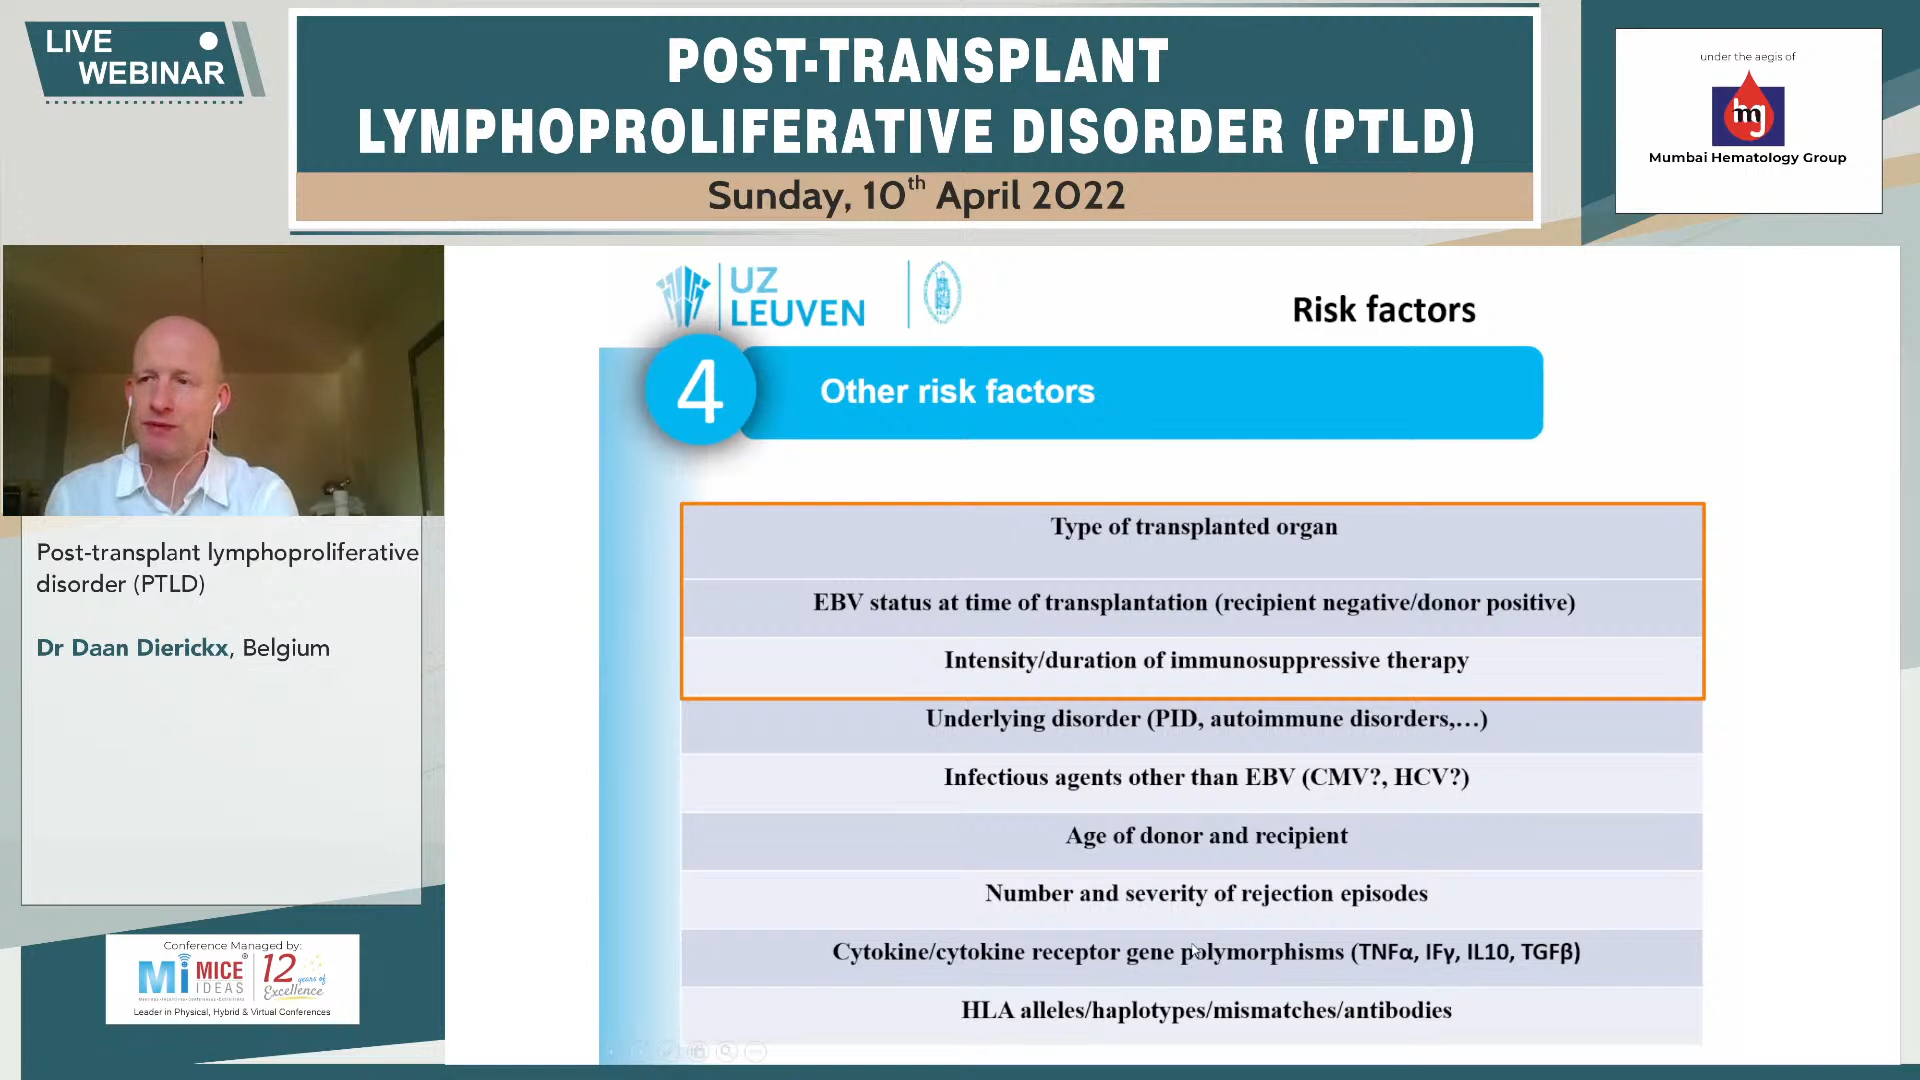 LIVE
WEBINAR
POST-TRANSPLANT
LYMPHOPROLIFERATIVE DISORDER (PTLD)
Sunday, 10th April 2022
under the aegis of
mg
Mumbai Hematology Group
UZ
LEUVEN
Risk factors
4
Other risk factors
Type of transplanted organ
EBV status at time of transplantation (recipient negative/donor positive)
Intensity/duration of immunosuppressive therapy
Underlying disorder (PID, autoimmune disorders,…)
Infectious agents other than EBV (CMV?, HCV?)
Age of donor and recipient
Number and severity of rejection episodes
Cytokine/cytokine receptor gene polymorphisms (TNFα, IFγ, IL10, TGFβ)
HLA alleles/haplotypes/mismatches/antibodies
Post-transplant lymphoproliferative
disorder (PTLD)
Dr Daan Dierickx, Belgium
Conference Managed by:
Mi MICE IDEAS
12 years of Excellence
Leader in Physical, Hybrid & Virtual Conferences